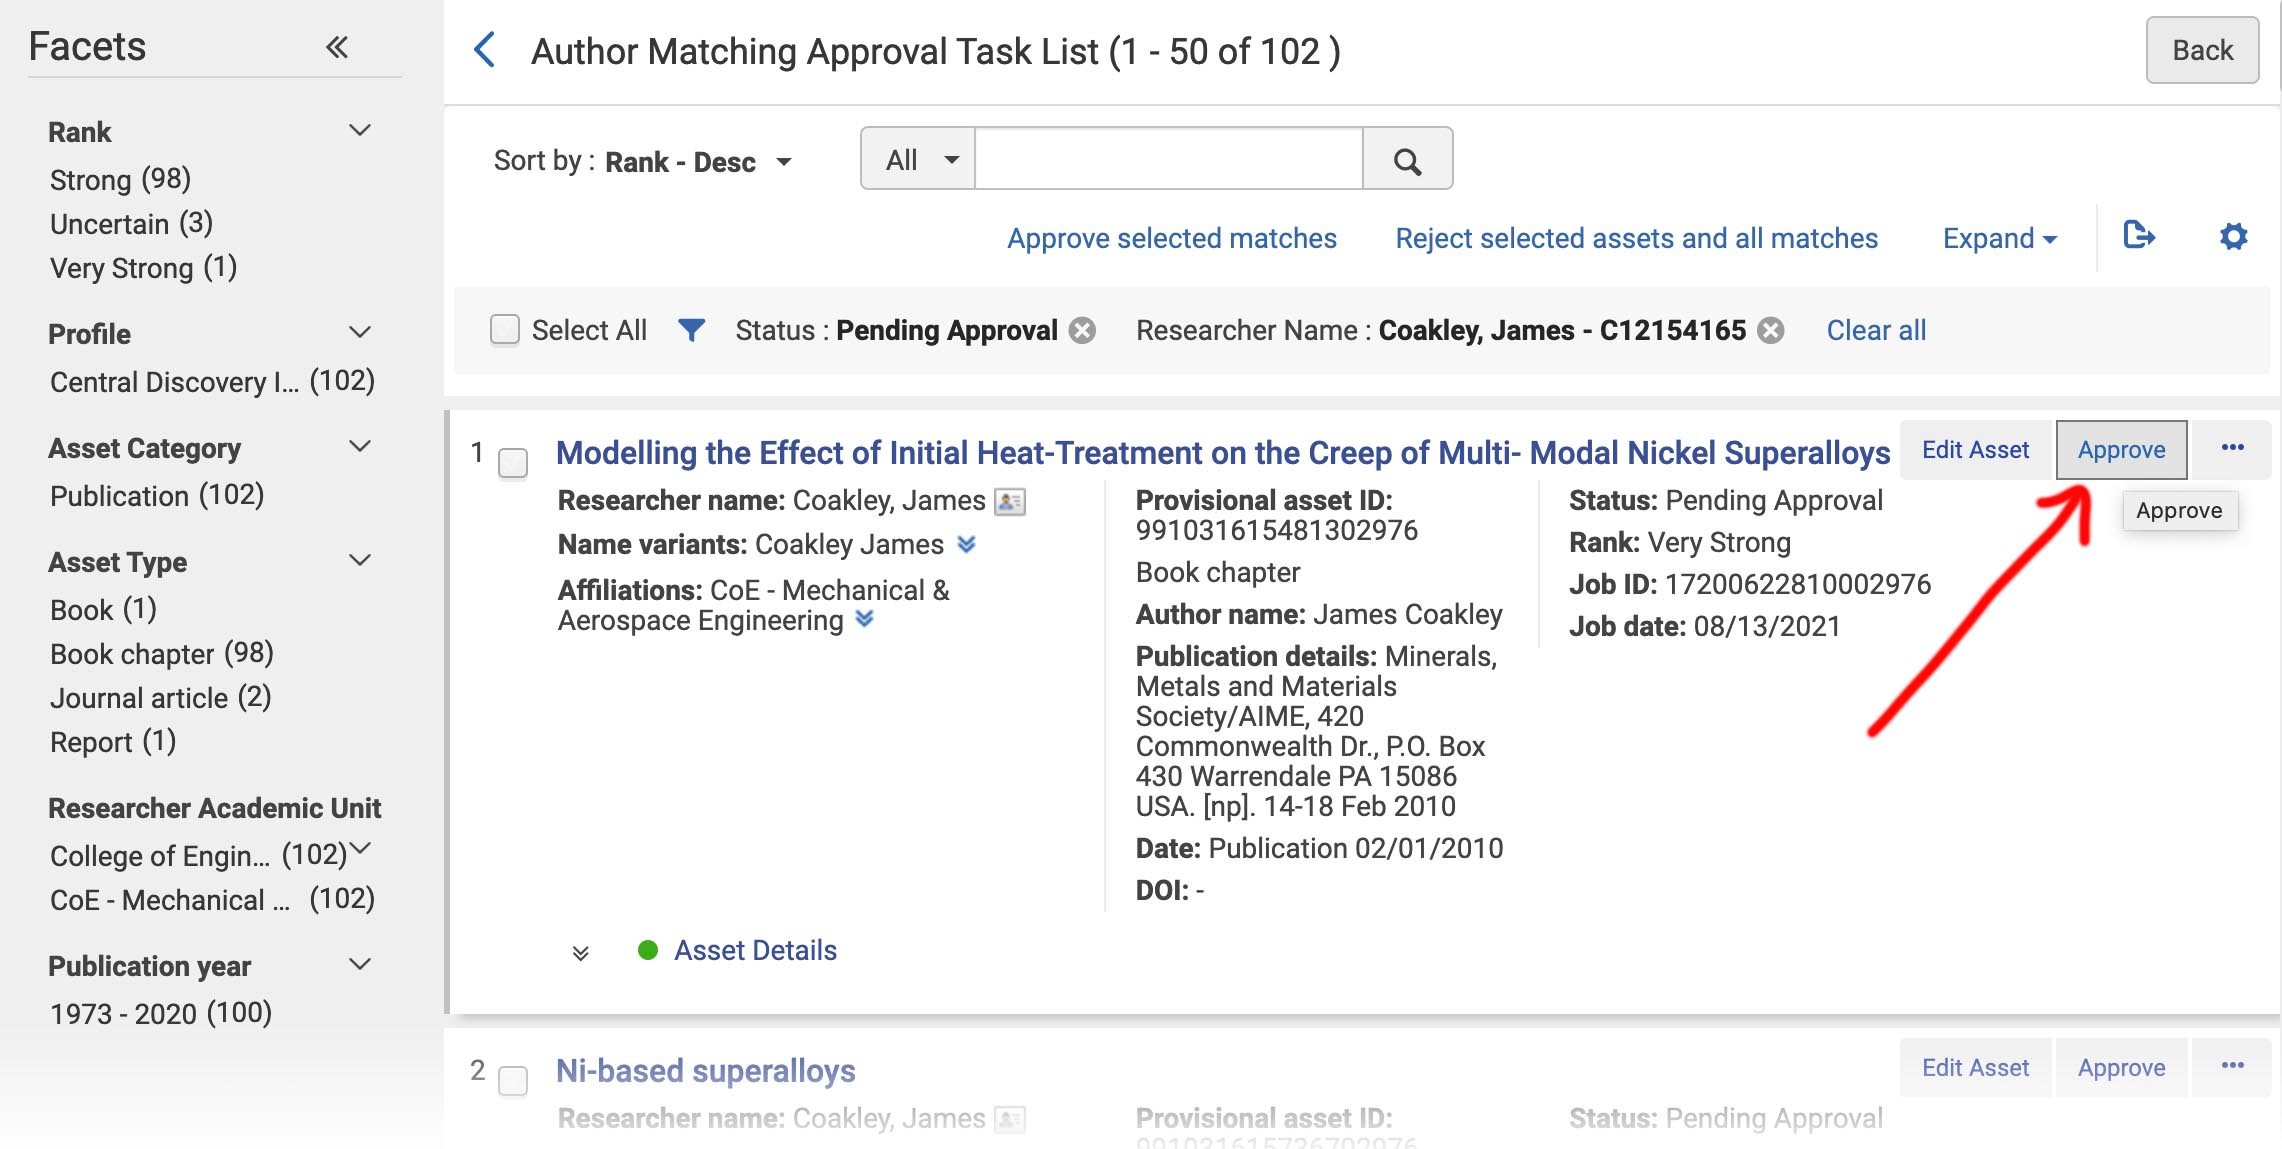 Facets
Rank
Strong (98)
Uncertain (3)
Very Strong (1)
Profile
Central Discovery I... (102)
Asset Category
Publication (102)
Asset Type
Book (1)
Book chapter (98)
Journal article (2)
Report (1)
Researcher Academic Unit
College of Engin... (102)
CoE - Mechanical ... (102)
Publication year
1973 - 2020 (100)
Author Matching Approval Task List (1 - 50 of 102 )
Back
Sort by : Rank - Desc
All
Approve selected matches
Reject selected assets and all matches
Expand
Select All
Status : Pending Approval
Researcher Name : Coakley, James - C12154165
Clear all
1
Modelling the Effect of Initial Heat-Treatment on the Creep of Multi- Modal Nickel Superalloys
Edit Asset
Approve
...
Approve
Researcher name: Coakley, James
Name variants: Coakley James
Affiliations: CoE - Mechanical &
Aerospace Engineering
Provisional asset ID:
991031615481302976
Book chapter
Author name: James Coakley
Publication details: Minerals,
Metals and Materials
Society/AIME, 420
Commonwealth Dr., P.O. Box
430 Warrendale PA 15086
USA. [np]. 14-18 Feb 2010
Date: Publication 02/01/2010
DOI: -
Status: Pending Approval
Rank: Very Strong
Job ID: 17200622810002976
Job date: 08/13/2021
Asset Details
2
Ni-based superalloys
Edit Asset
Approve
...
Researcher name: Coakley, James
Provisional asset ID:
991031615736702976
Status: Pending Approval